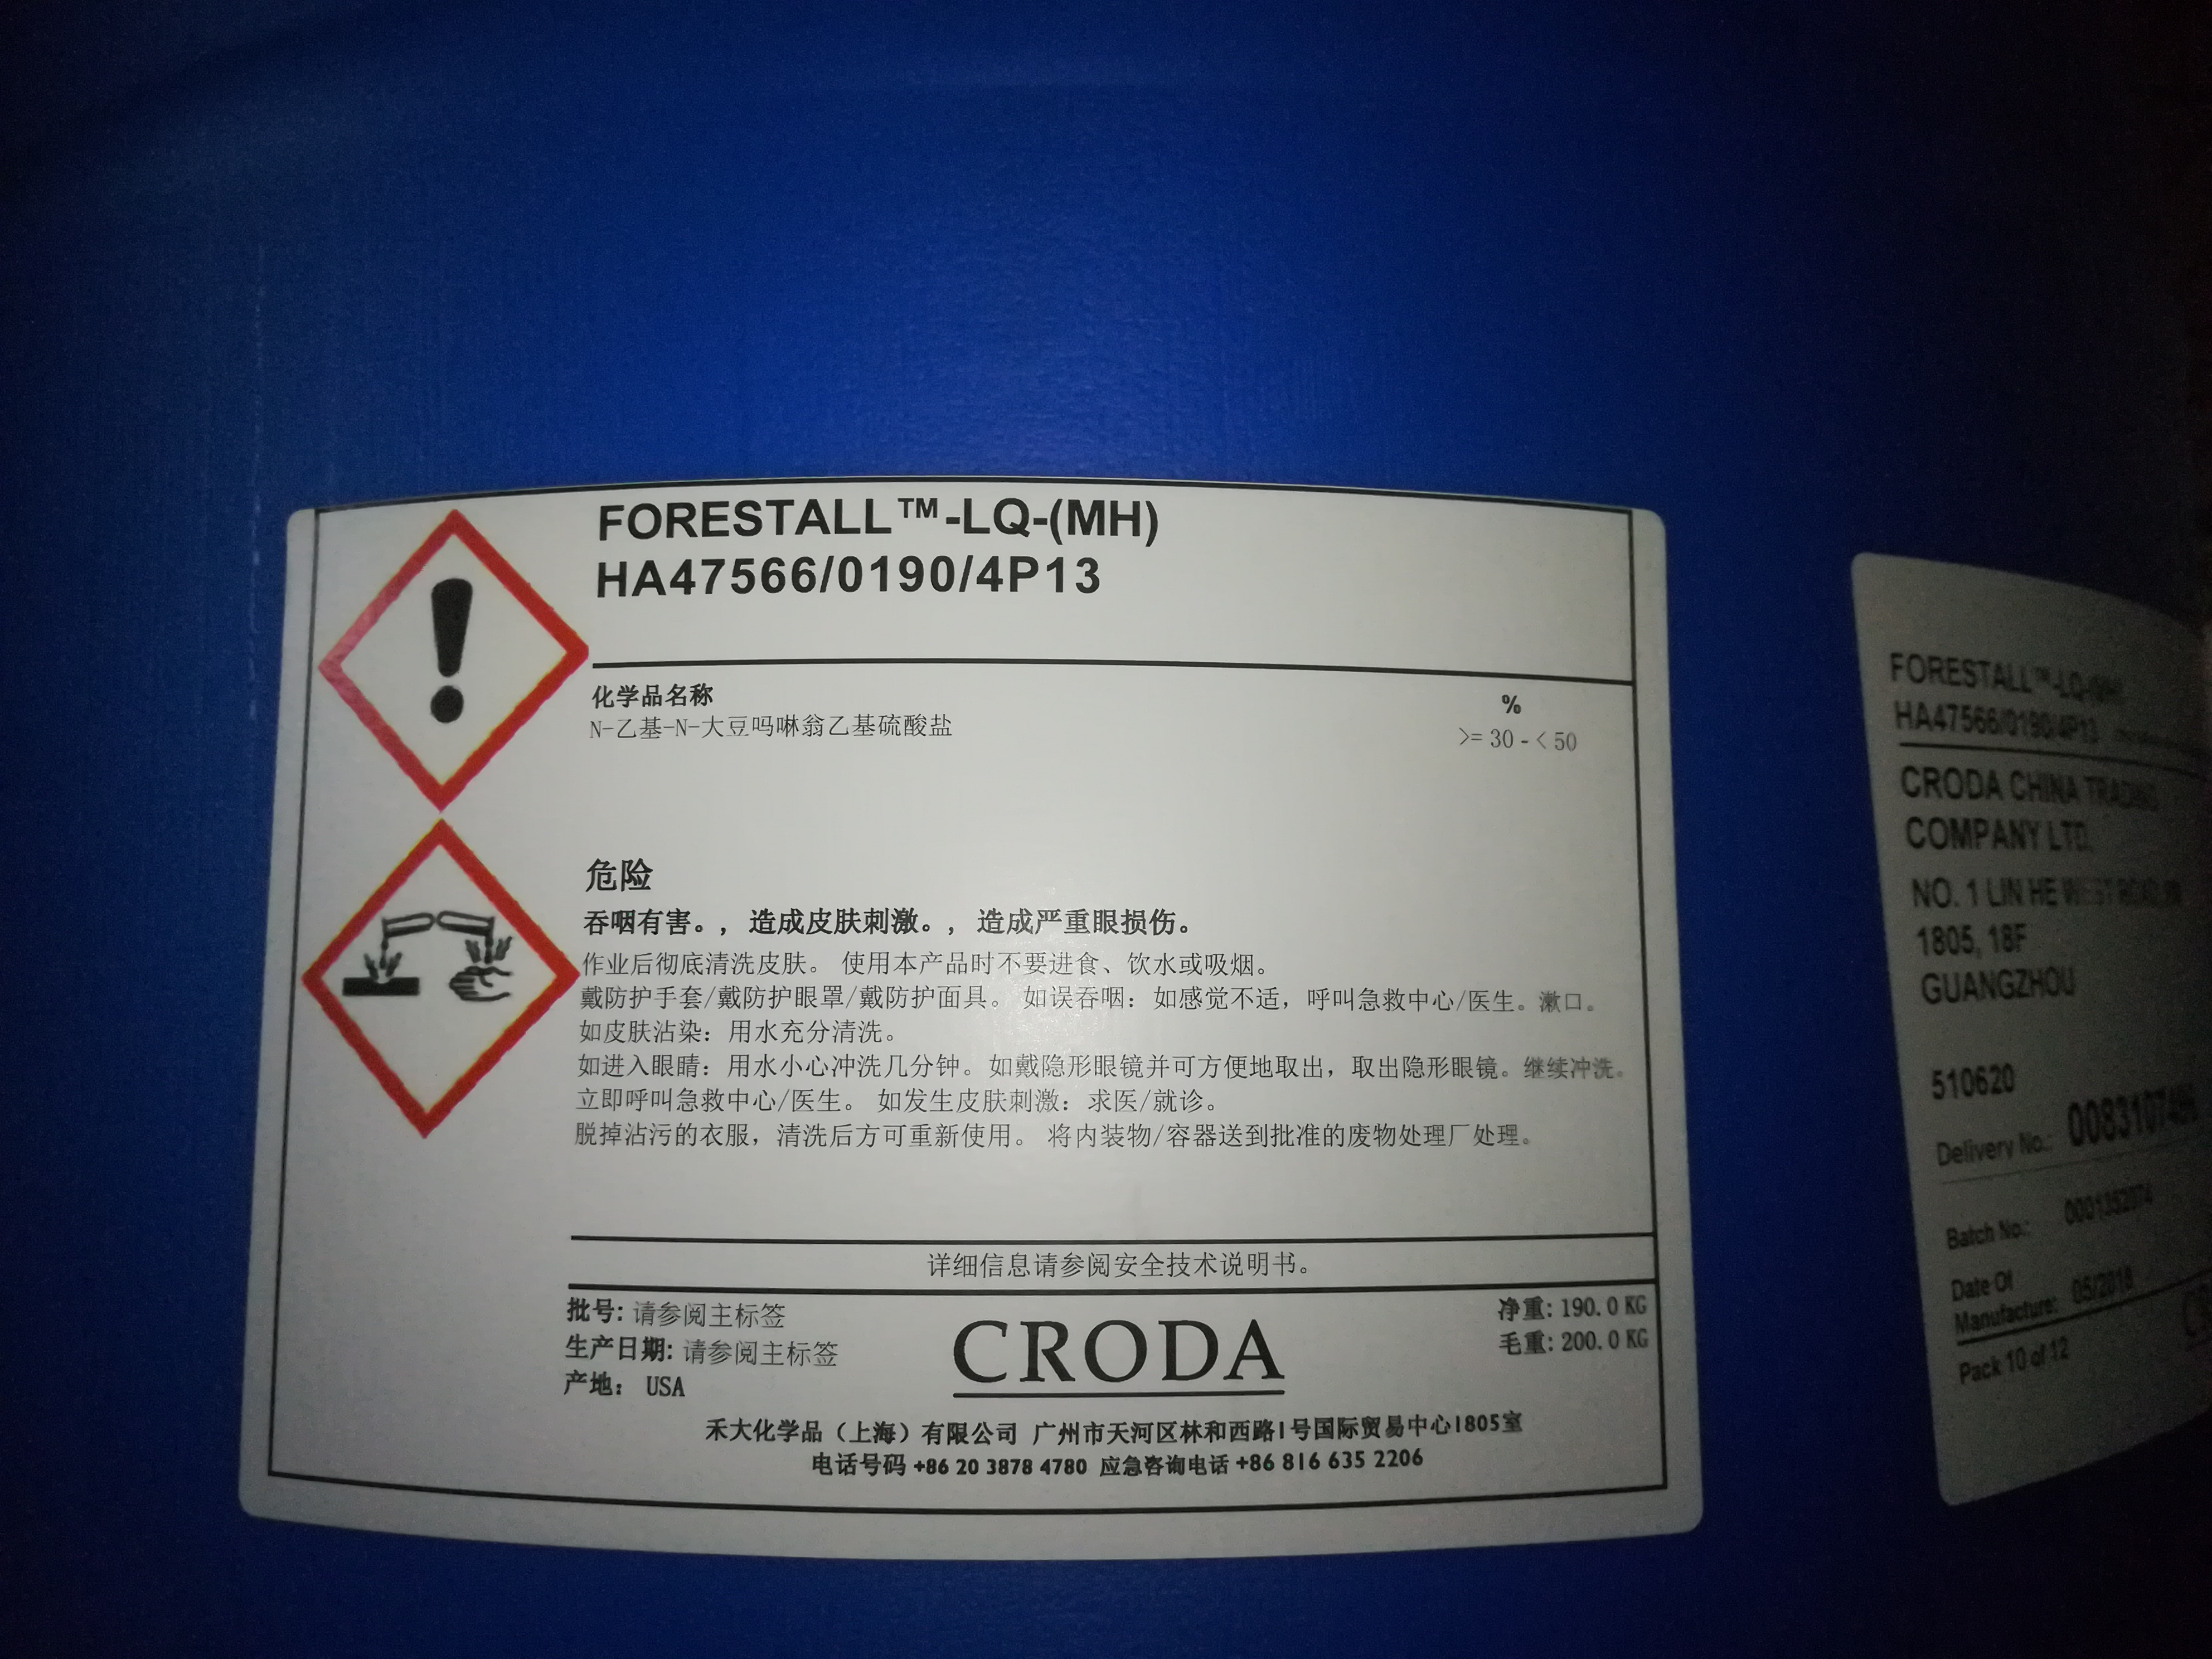 FORESTALL™-LQ-(MH)
HA47566/0190/4P13
化学品名称 %
N-乙基-N-大豆吗啉翁乙基硫酸盐 >= 30 - < 50
危险
吞咽有害。, 造成皮肤刺激。, 造成严重眼损伤。
作业后彻底清洗皮肤。 使用本产品时不要进食、饮水或吸烟。
戴防护手套/戴防护眼罩/戴防护面具。 如误吞咽: 如感觉不适, 呼叫急救中心/医生。漱口。
如皮肤沾染: 用水充分清洗。
如进入眼睛: 用水小心冲洗几分钟。如戴隐形眼镜并可方便地取出, 取出隐形眼镜。继续冲洗。
立即呼叫急救中心/医生。 如发生皮肤刺激: 求医/就诊。
脱掉沾污的衣服, 清洗后方可重新使用。 将内装物/容器送到批准的废物处理厂处理。
详细信息请参阅安全技术说明书。
批号: 请参阅主标签
生产日期: 请参阅主标签
产地: USA
CRODA
净重: 190.0 KG
毛重: 200.0 KG
禾大化学品（上海）有限公司 广州市天河区林和西路1号国际贸易中心1805室
电话号码 +86 20 3878 4780 应急咨询电话 +86 816 635 2206
FORESTALL™-LQ-(MH)
HA47566/0190/4P13
CRODA CHINA TRADING
COMPANY LTD.
NO. 1 LIN HE WEST ROAD
1805, 18F
GUANGZHOU
510620
Delivery No.:
Batch No.: 0001352074
Date Of
Manufacture: 05/2018
Pack 10 of 12